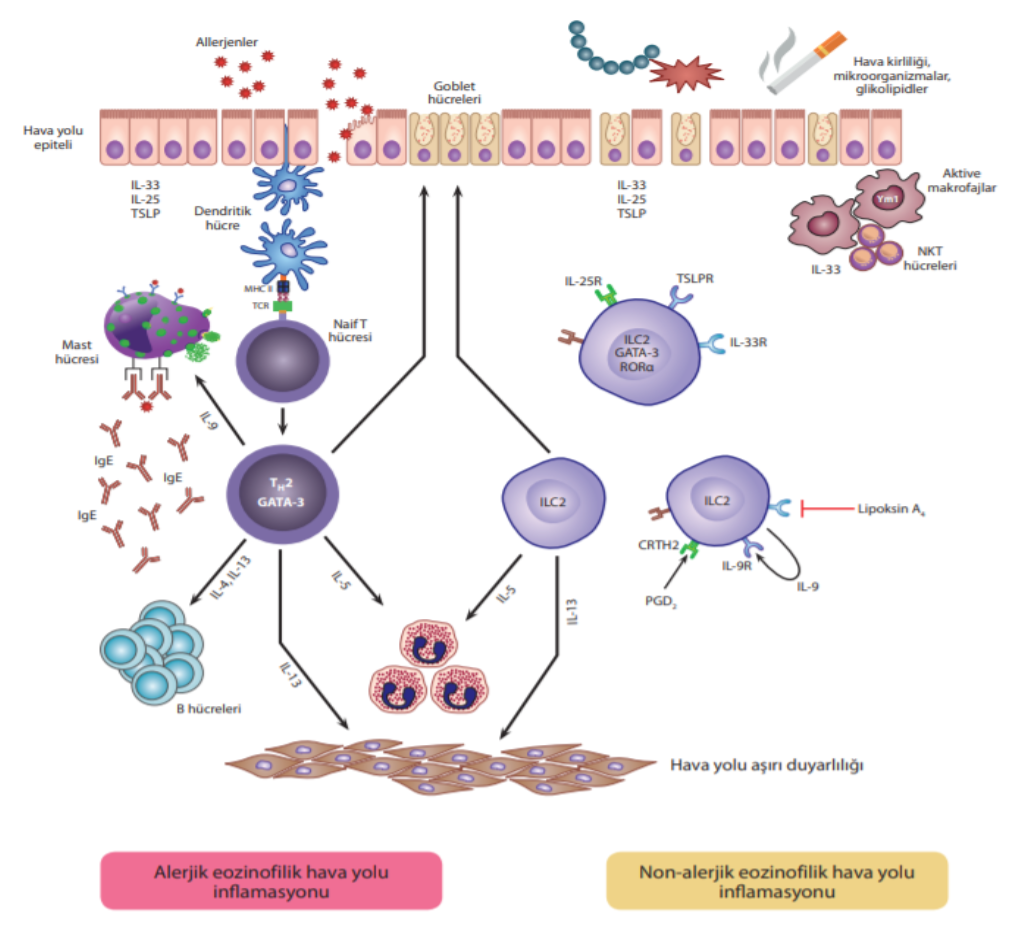 Allerjenler
Goblet
hücreleri
Hava kirliliği,
mikroorganizmalar,
glikolipidler
Hava yolu
epiteli
IL-33
IL-25
TSLP
Dendritik
hücre
IL-33
IL-25
TSLP
Aktive
makrofajlar
Ym1
NKT
hücreleri
IL-33
MHC II
TCR
Naif T
hücresi
Mast
hücresi
IL-25R
TSLPR
IL-33R
ILC2
GATA-3
RORα
IL-9
IgE
IgE
IgE
TH2
GATA-3
ILC2
ILC2
Lipoksin A4
CRTH2
IL-9R
IL-9
PGD2
IL-4, IL-13
IL-5
IL-5
IL-13
IL-13
B hücreleri
Hava yolu aşırı duyarlılığı
Alerjik eozinofilik hava yolu
inflamasyonu
Non-alerjik eozinofilik hava yolu
inflamasyonu